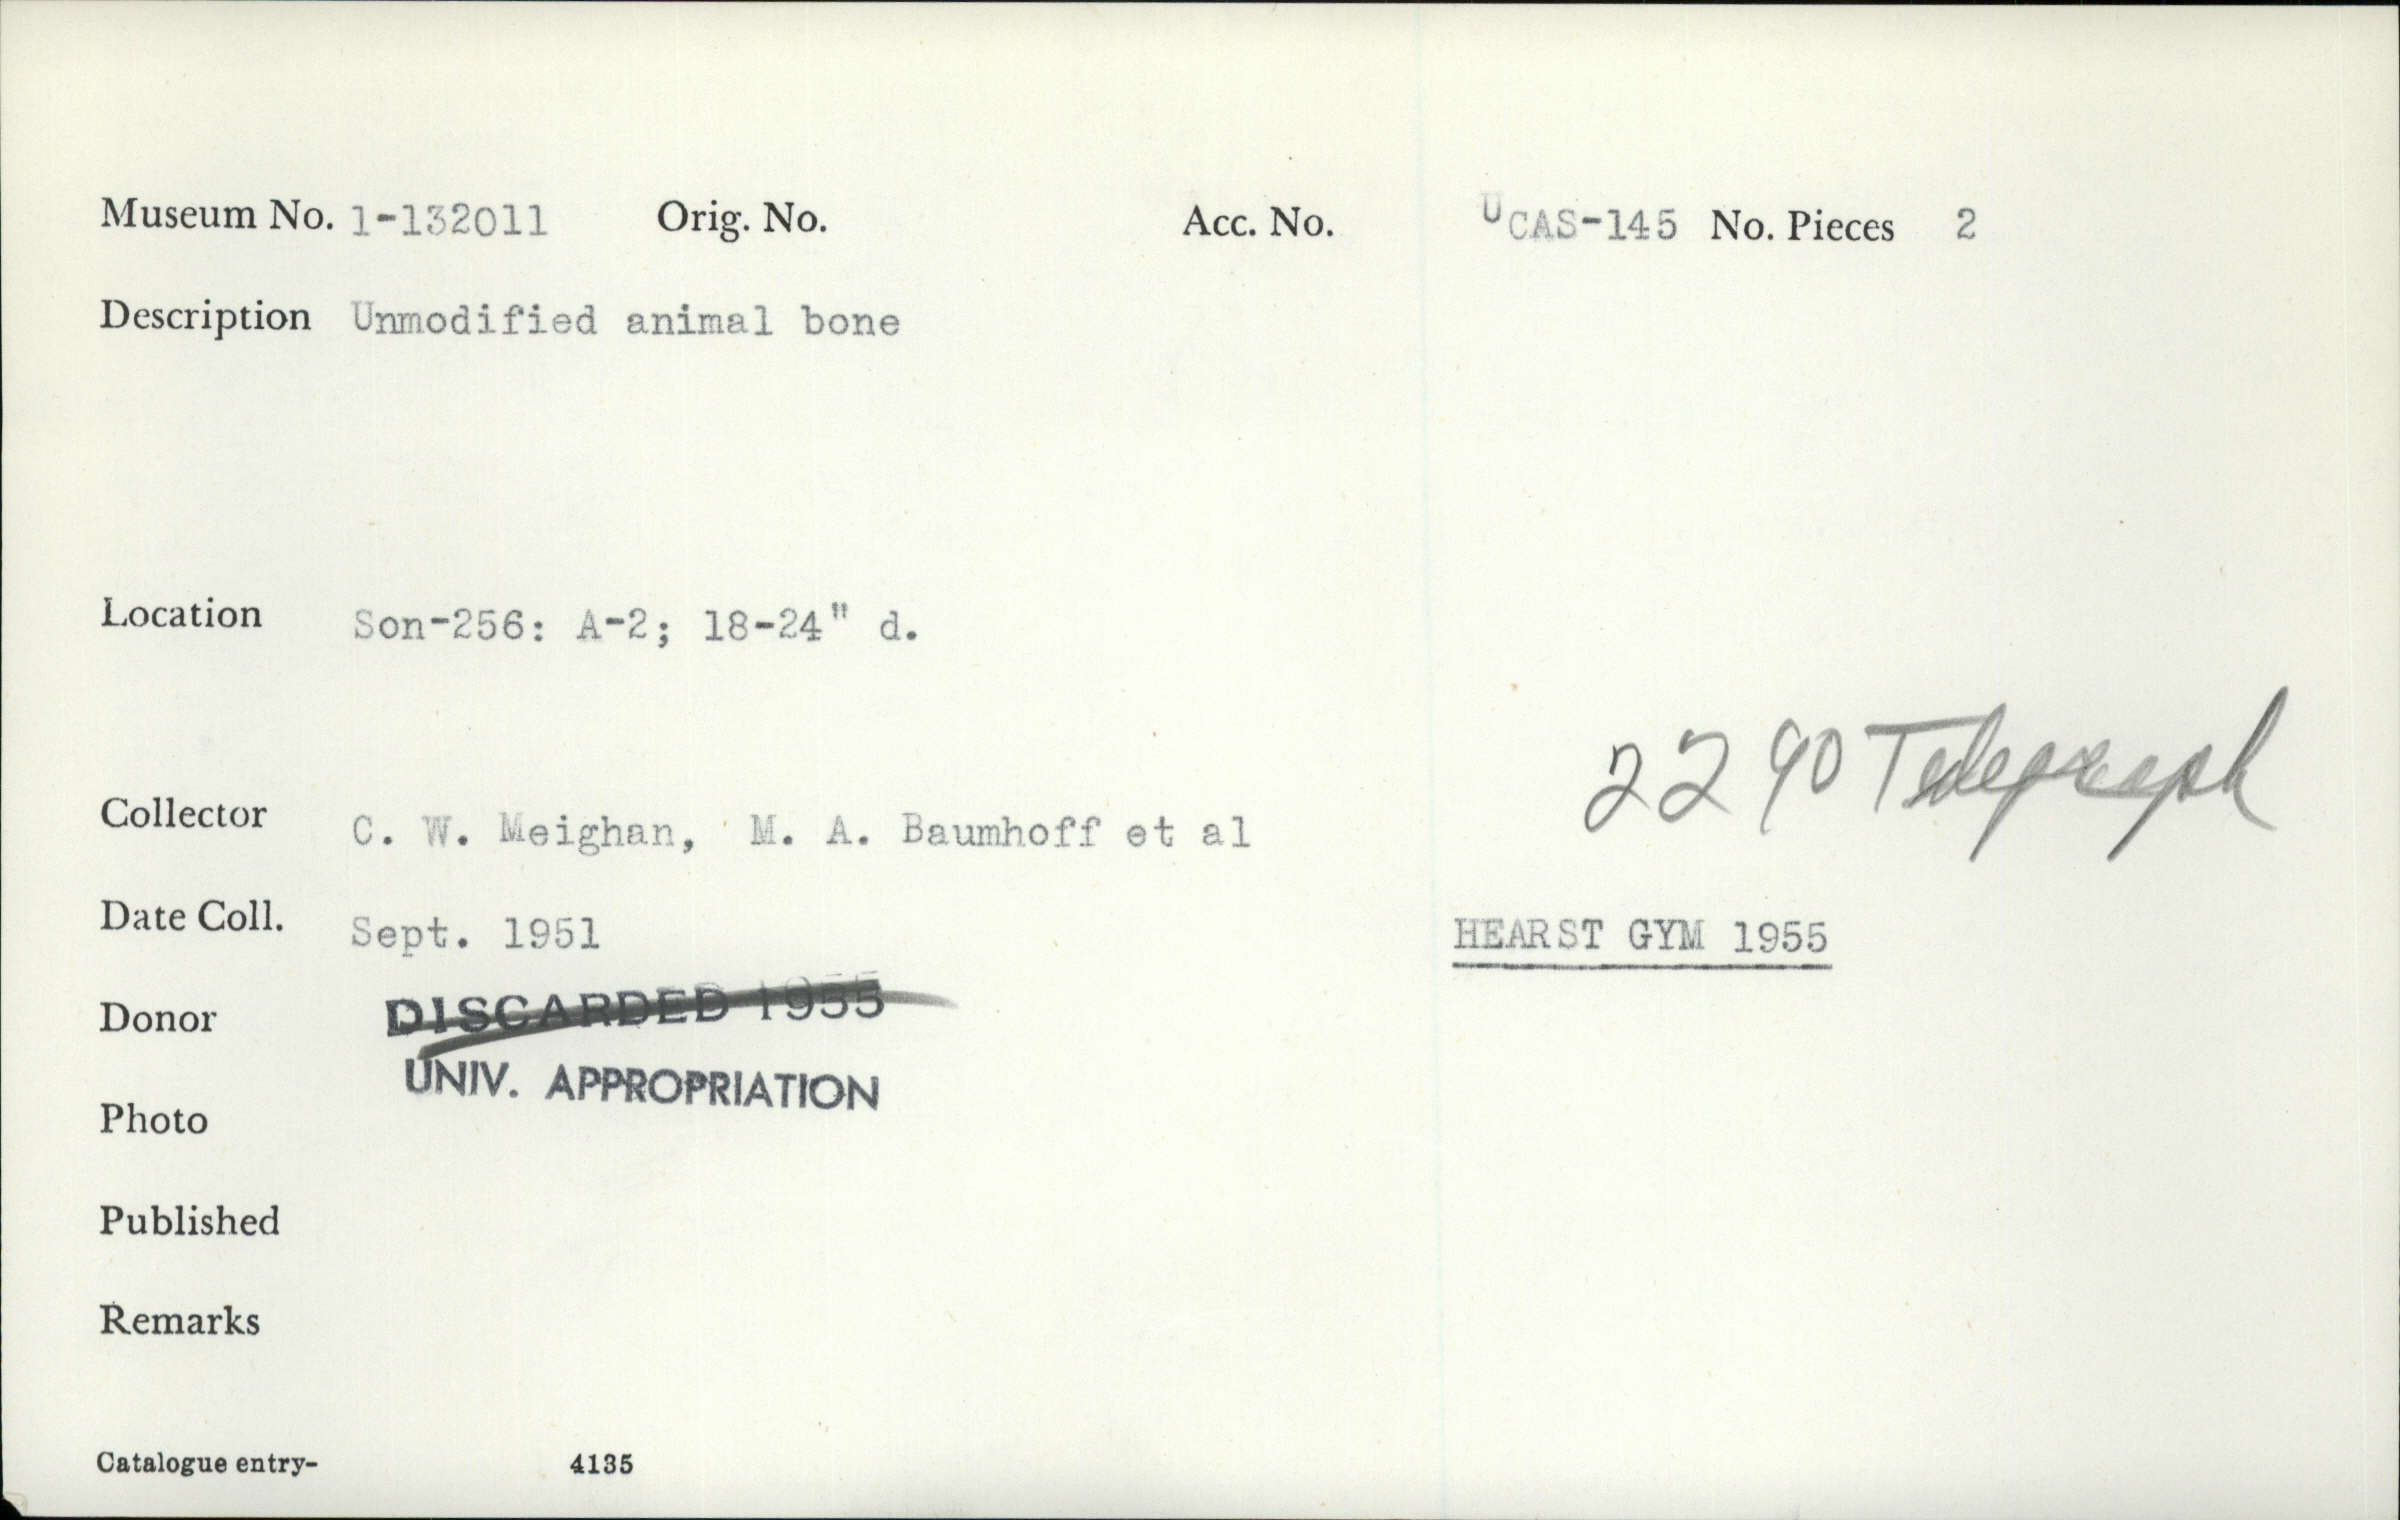 Museum No. 1-132011 Orig. No. Acc. No. UCAS-145 No. Pieces 2
Description Unmodified animal bone
Location Son-256: A-2; 18-24" d.
2290 Telegraph
Collector C. W. Meighan, M. A. Baumhoff et al
Date Coll. Sept. 1951 HEARST GYM 1955
Donor DISCARDED 1955
UNIV. APPROPRIATION
Photo
Published
Remarks
Catalogue entry- 4135